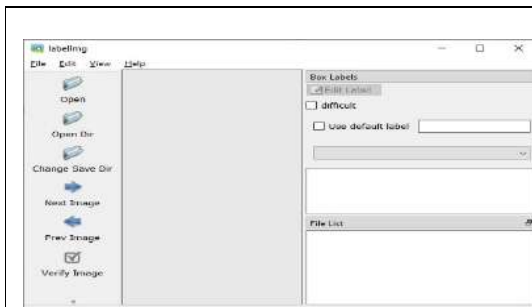 labelImg
File Edit View Help
Open
Open Dir
Change Save Dir
Next Image
Prev Image
Verify Image
Box Labels
Edit Label
difficult
Use default label
File List